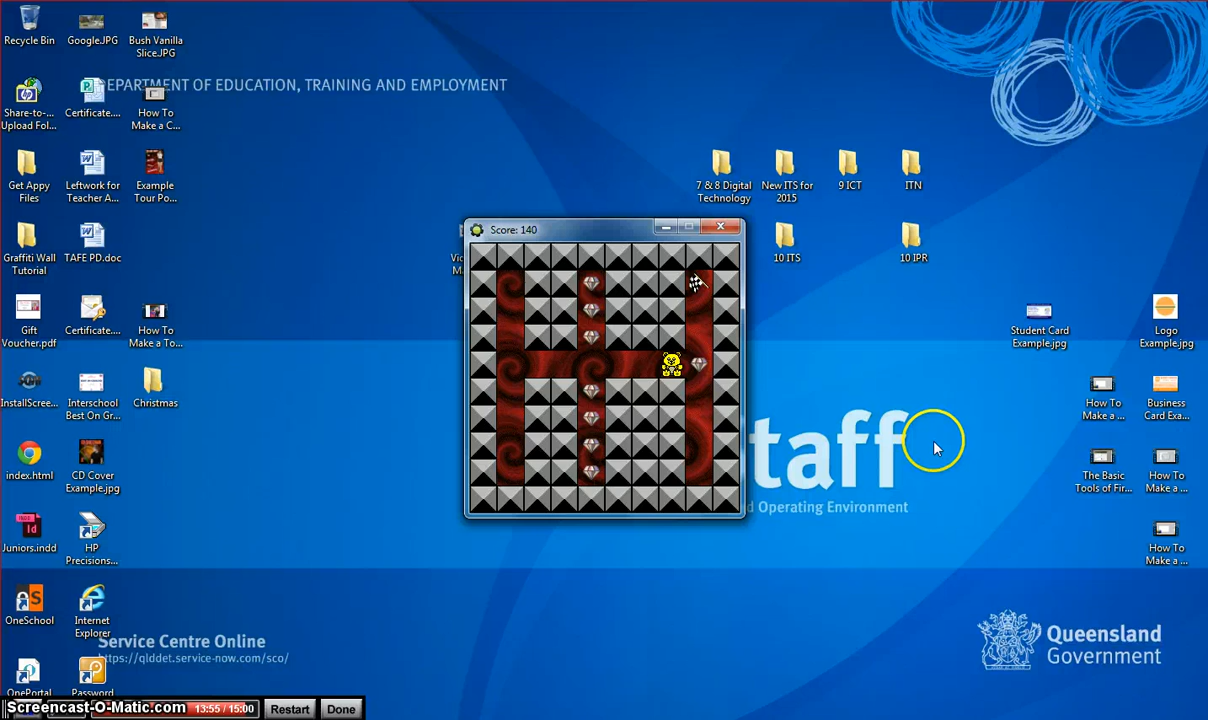 DEPARTMENT OF EDUCATION, TRAINING AND EMPLOYMENT
Recycle Bin
Google.JPG
Bush Vanilla
Slice.JPG
Share-to-...
Upload Fol...
Certificate....
How To
Make a C...
Get Appy
Files
Leftwork for
Teacher A...
Example
Tour Po...
Graffiti Wall
Tutorial
TAFE PD.doc
Gift
Voucher.pdf
Certificate....
How To
Make a To...
InstallScree...
Interschool
Best On Gr...
Christmas
index.html
CD Cover
Example.jpg
Juniors.indd
HP
Precisions...
OneSchool
Internet
Explorer
OnePortal
Password
7 & 8 Digital
Technology
New ITS for
2015
9 ICT
ITN
10 ITS
10 IPR
Score: 140
Student Card
Example.jpg
Logo
Example.jpg
How To
Make a ...
Business
Card Exa...
The Basic
Tools of Fir...
How To
Make a ...
How To
Make a ...
staff
d Operating Environment
Service Centre Online
https://qlddet.service-now.com/sco/
Queensland
Government
Screencast-O-Matic.com
13:55 / 15:00
Restart
Done